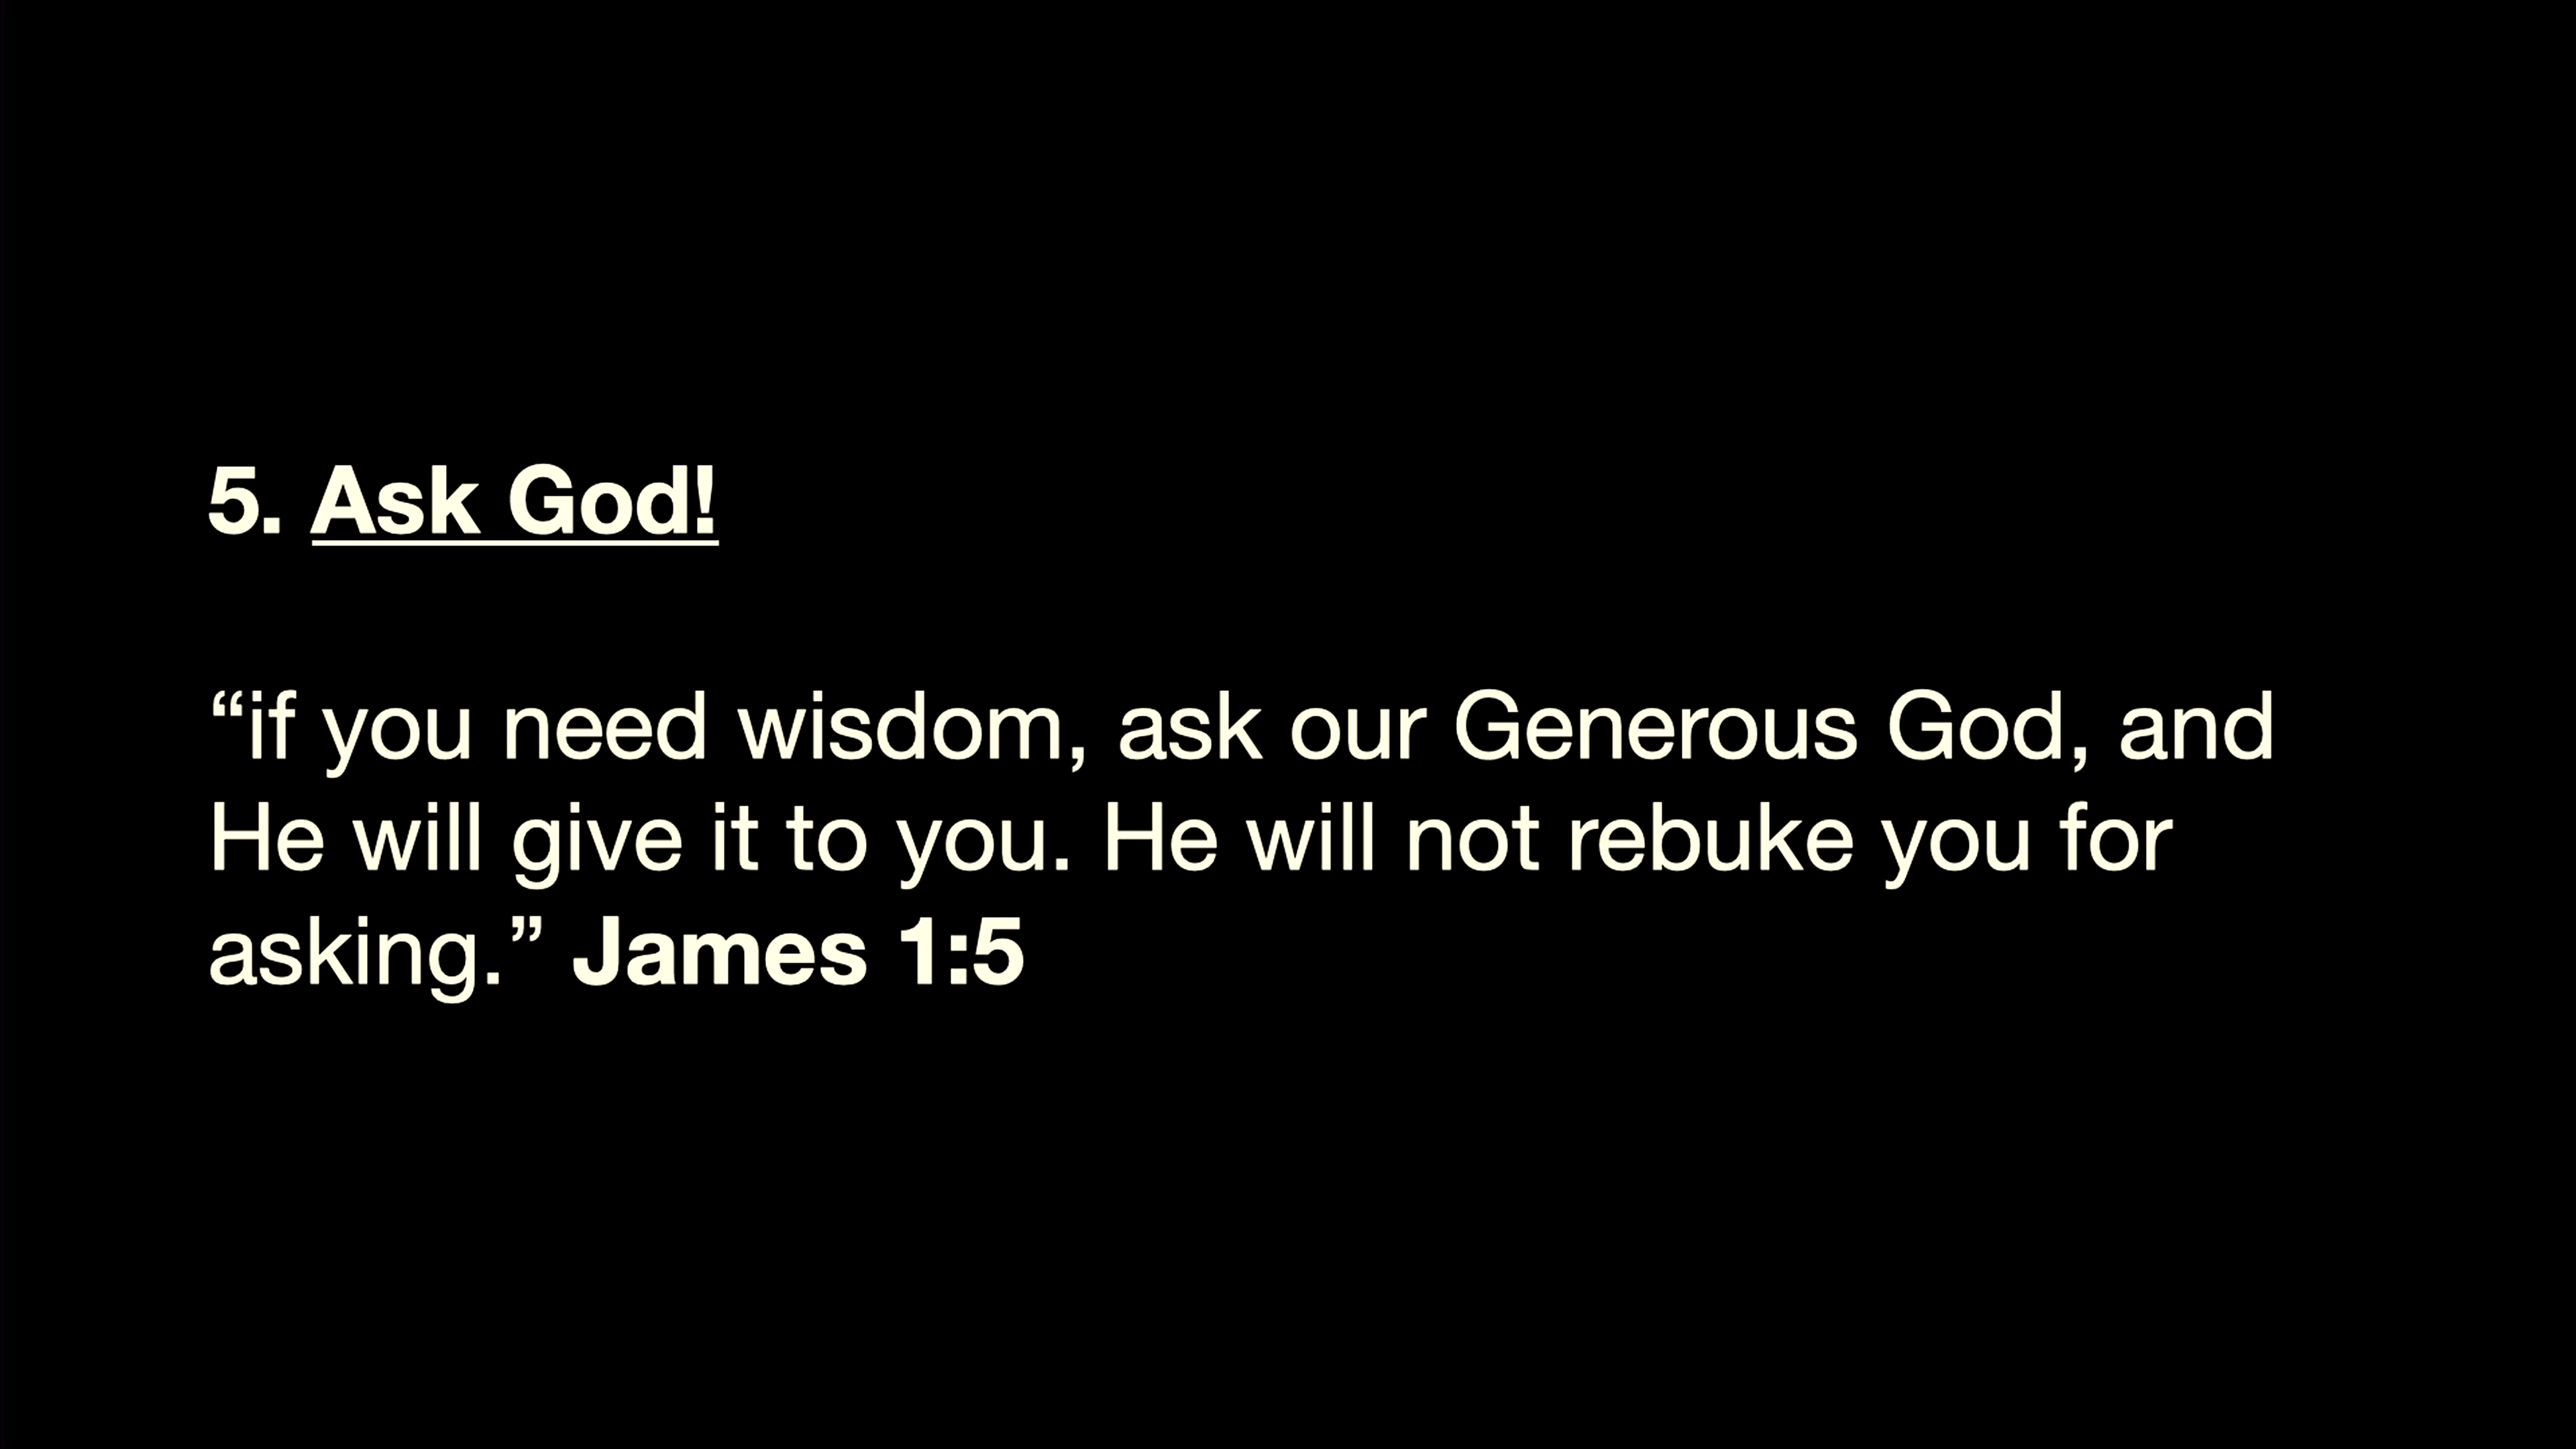 5. Ask God!
“if you need wisdom, ask our Generous God, and
He will give it to you. He will not rebuke you for
asking.” James 1:5